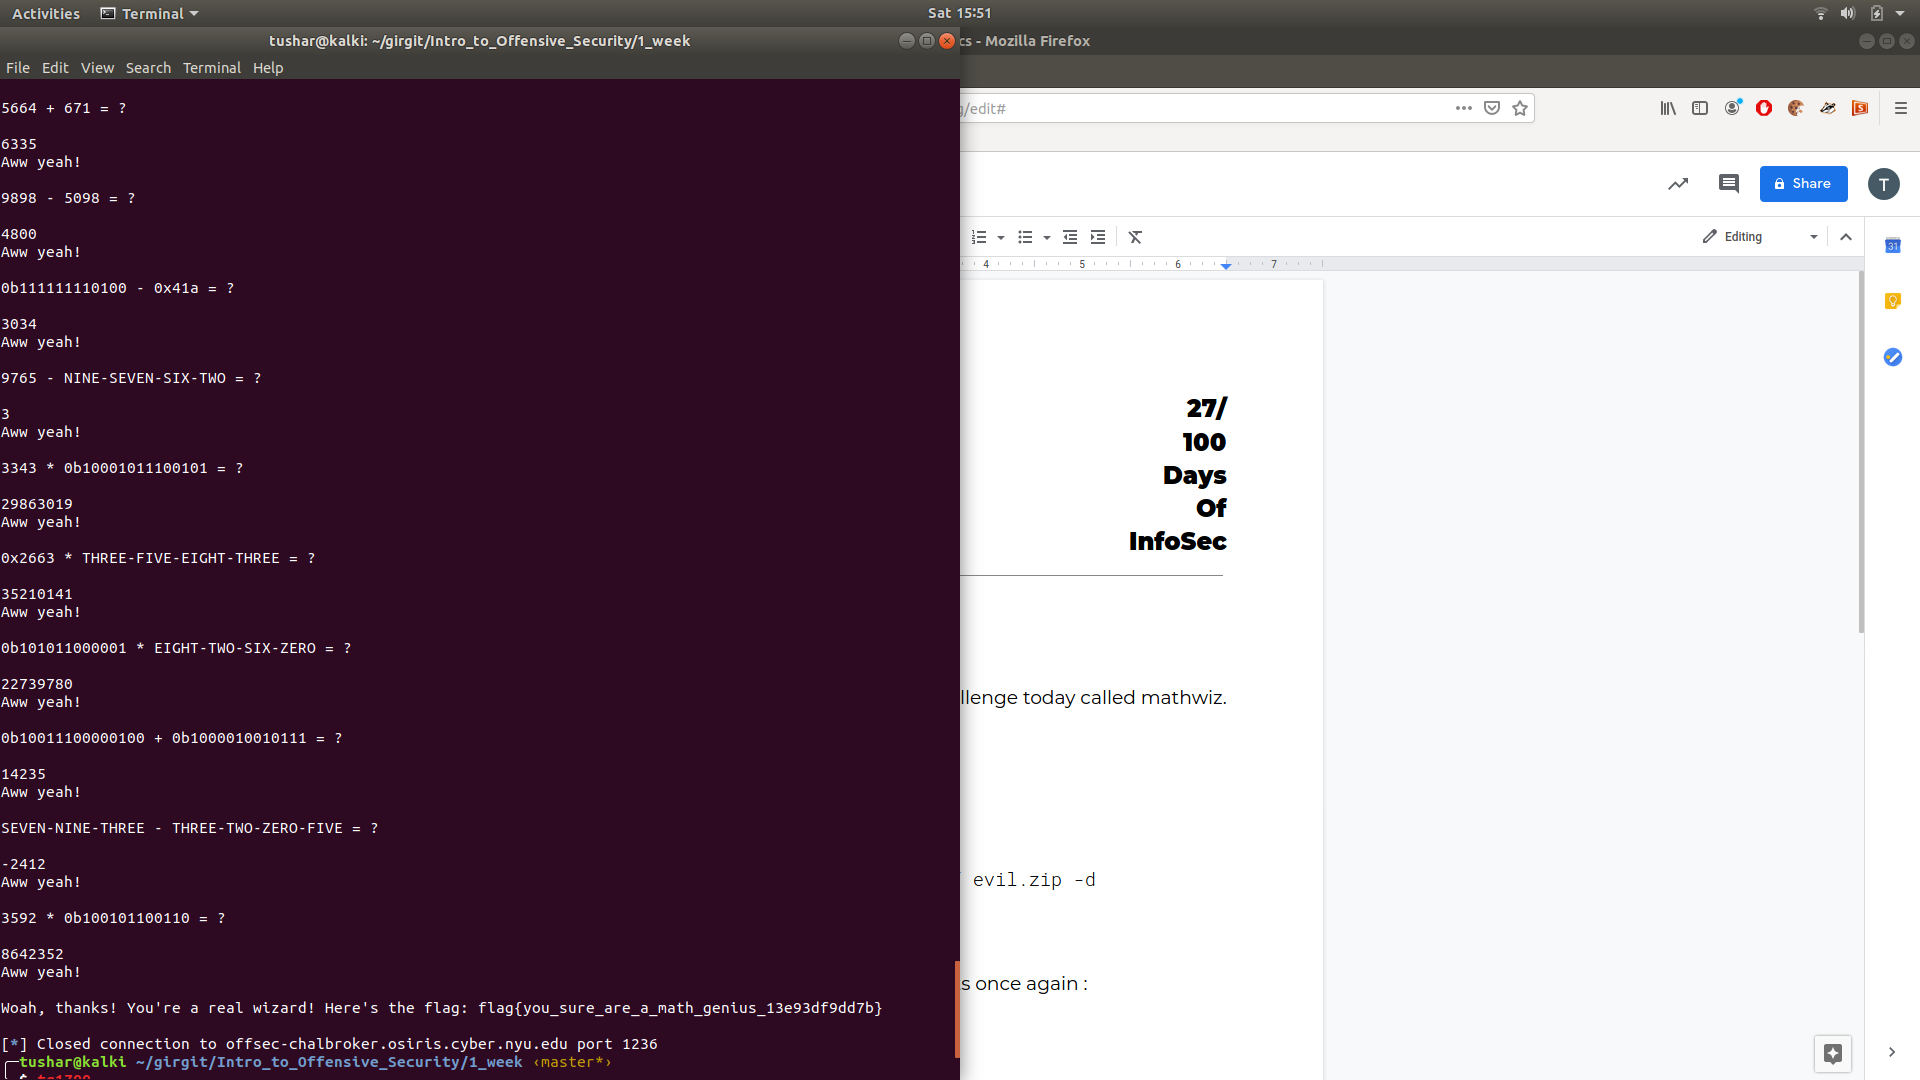 Activities
Terminal
Sat 15:51
tushar@kalki: ~/girgit/Intro_to_Offensive_Security/1_week
File Edit View Search Terminal Help
5664 + 671 = ?
6335
Aww yeah!
9898 - 5098 = ?
4800
Aww yeah!
0b111111110100 - 0x41a = ?
3034
Aww yeah!
9765 - NINE-SEVEN-SIX-TWO = ?
3
Aww yeah!
3343 * 0b10001011100101 = ?
29863019
Aww yeah!
0x2663 * THREE-FIVE-EIGHT-THREE = ?
35210141
Aww yeah!
0b101011000001 * EIGHT-TWO-SIX-ZERO = ?
22739780
Aww yeah!
0b10011100000100 + 0b1000010010111 = ?
14235
Aww yeah!
SEVEN-NINE-THREE - THREE-TWO-ZERO-FIVE = ?
-2412
Aww yeah!
3592 * 0b100101100110 = ?
8642352
Aww yeah!
Woah, thanks! You're a real wizard! Here's the flag: flag{you_sure_are_a_math_genius_13e93df9dd7b}
[*] Closed connection to offsec-chalbroker.osiris.cyber.nyu.edu port 1236
tushar@kalki ~/girgit/Intro_to_Offensive_Security/1_week ‹master*›
cs - Mozilla Firefox
/edit#
Share
T
Editing
4 5 6 7
31
27/
100
Days
Of
InfoSec
llenge today called mathwiz.
evil.zip -d
s once again :